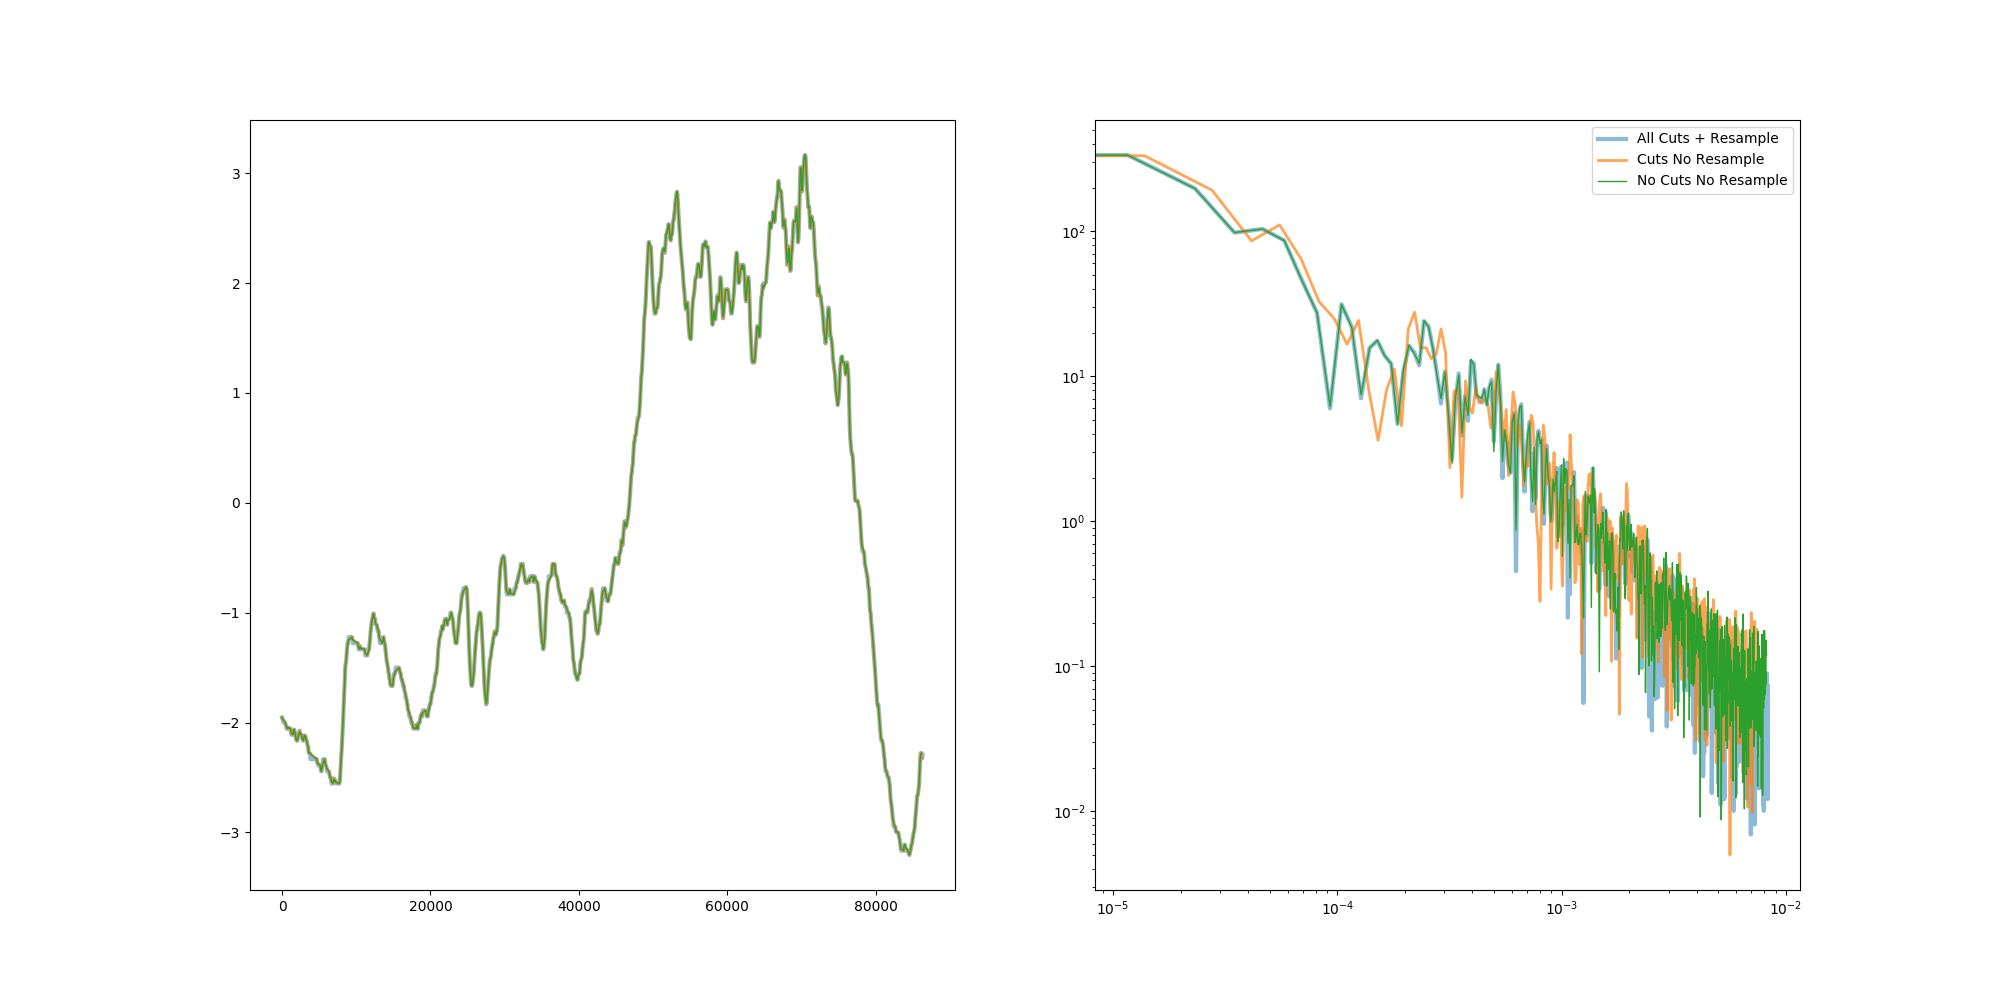 3
2
1
0
−1
−2
−3
0 20000 40000 60000 80000
All Cuts + Resample
Cuts No Resample
No Cuts No Resample
10²
10¹
10⁰
10⁻¹
10⁻²
10⁻⁵ 10⁻⁴ 10⁻³ 10⁻²